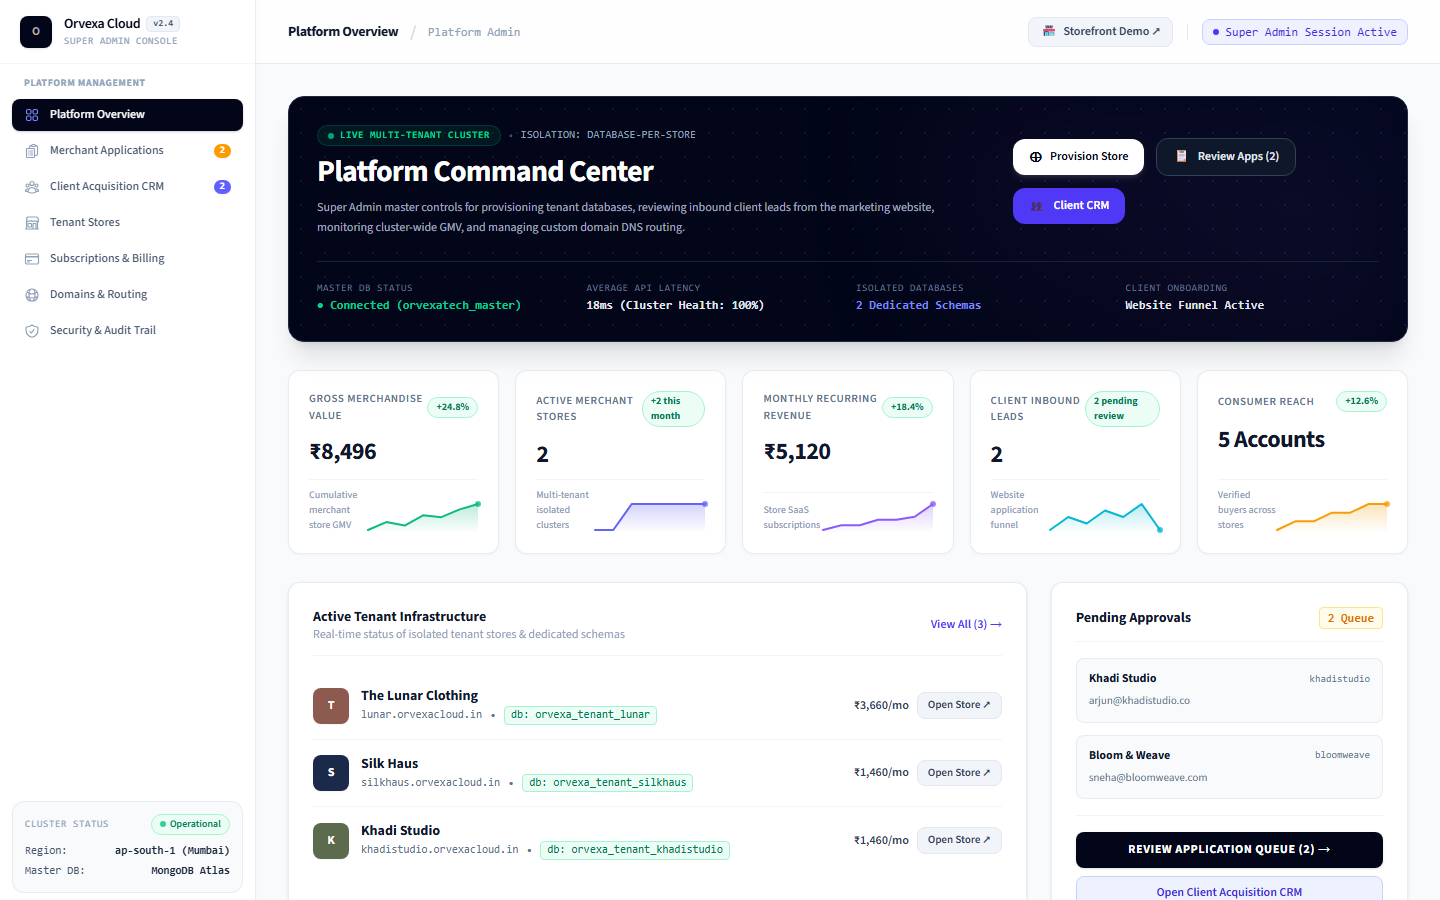 O
Orvexa Cloud v2.4
SUPER ADMIN CONSOLE
PLATFORM MANAGEMENT
Platform Overview
Merchant Applications 2
Client Acquisition CRM 2
Tenant Stores
Subscriptions & Billing
Domains & Routing
Security & Audit Trail
CLUSTER STATUS ● Operational
Region: ap-south-1 (Mumbai)
Master DB: MongoDB Atlas
Platform Overview / Platform Admin
Storefront Demo ↗
● Super Admin Session Active
● LIVE MULTI-TENANT CLUSTER • ISOLATION: DATABASE-PER-STORE
Platform Command Center
Super Admin master controls for provisioning tenant databases, reviewing inbound client leads from the marketing website,
monitoring cluster-wide GMV, and managing custom domain DNS routing.
Provision Store
Review Apps (2)
Client CRM
MASTER DB STATUS
● Connected (orvexatech_master)
AVERAGE API LATENCY
18ms (Cluster Health: 100%)
ISOLATED DATABASES
2 Dedicated Schemas
CLIENT ONBOARDING
Website Funnel Active
GROSS MERCHANDISE
VALUE
+24.8%
₹8,496
Cumulative
merchant
store GMV
ACTIVE MERCHANT
STORES
+2 this
month
2
Multi-tenant
isolated
clusters
MONTHLY RECURRING
REVENUE
+18.4%
₹5,120
Store SaaS
subscriptions
CLIENT INBOUND
LEADS
2 pending
review
2
Website
application
funnel
CONSUMER REACH
+12.6%
5 Accounts
Verified
buyers across
stores
Active Tenant Infrastructure
Real-time status of isolated tenant stores & dedicated schemas
View All (3) →
T
The Lunar Clothing
lunar.orvexacloud.in • db: orvexa_tenant_lunar
₹3,660/mo
Open Store ↗
S
Silk Haus
silkhaus.orvexacloud.in • db: orvexa_tenant_silkhaus
₹1,460/mo
Open Store ↗
K
Khadi Studio
khadistudio.orvexacloud.in • db: orvexa_tenant_khadistudio
₹1,460/mo
Open Store ↗
Pending Approvals
2 Queue
Khadi Studio khadistudio
arjun@khadistudio.co
Bloom & Weave bloomweave
sneha@bloomweave.com
REVIEW APPLICATION QUEUE (2) →
Open Client Acquisition CRM